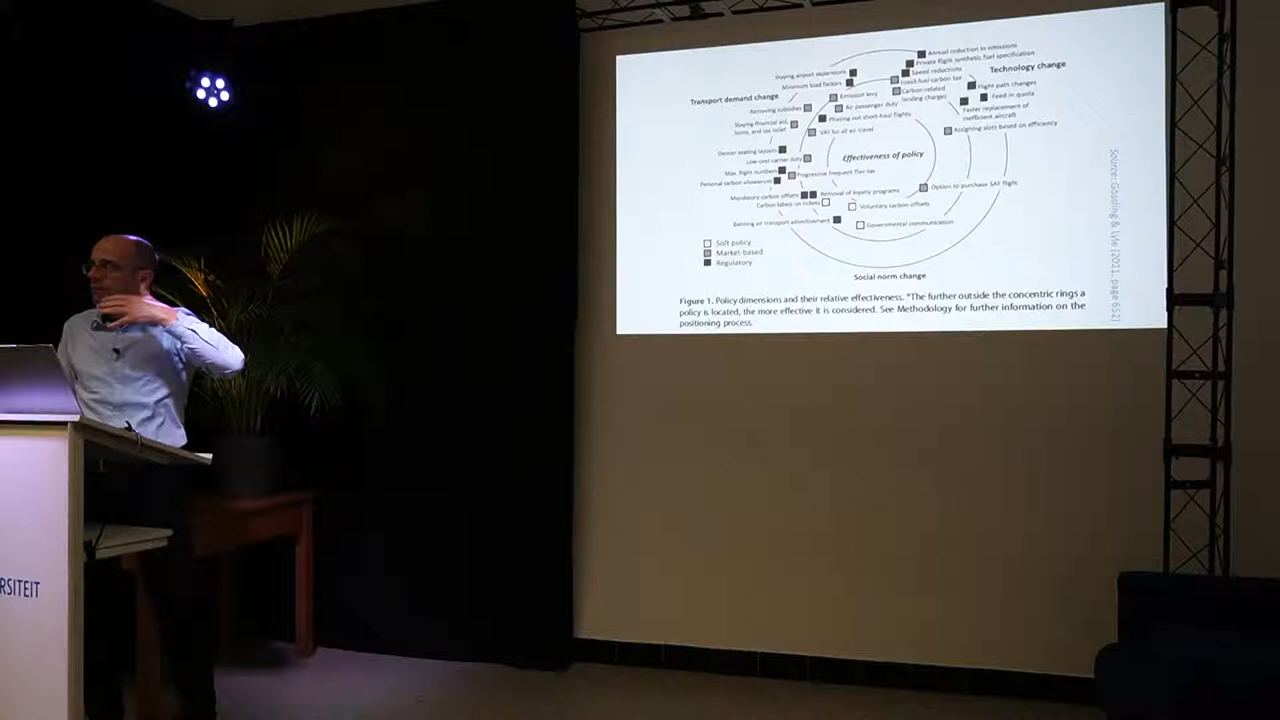 Annual reduction in emissions
Private flight synthetic fuel specification
Speed reductions
Technology change
Staying airport expansions
Minimum load factors
Fossil-fuel carbon tax
Flight path changes
Transport demand change
Emission levy
Carbon related
landing charges
Feed in quota
Removing subsidies
Air passenger duty
Faster replacement of
inefficient aircraft
Phasing out short-haul flights
Staying financial aid,
loans, and tax relief
VAT for all air travel
Assigning slots based on efficiency
Denser seating layouts
Effectiveness of policy
Low-cost carrier duty
Max. flight numbers
Progressive frequent flier tax
Personal carbon allowances
Option to purchase SAF flight
Mandatory carbon offsets
Removal of loyalty programs
Carbon labels on tickets
Voluntary carbon offsets
Banning air transport advertisement
Governmental communication
Soft policy
Market-based
Regulatory
Social norm change
Figure 1. Policy dimensions and their relative effectiveness. *The further outside the concentric rings a
policy is located, the more effective it is considered. See Methodology for further information on the
positioning process.
Source: Gössling & Lyle (2021, page 652)
RSITEIT